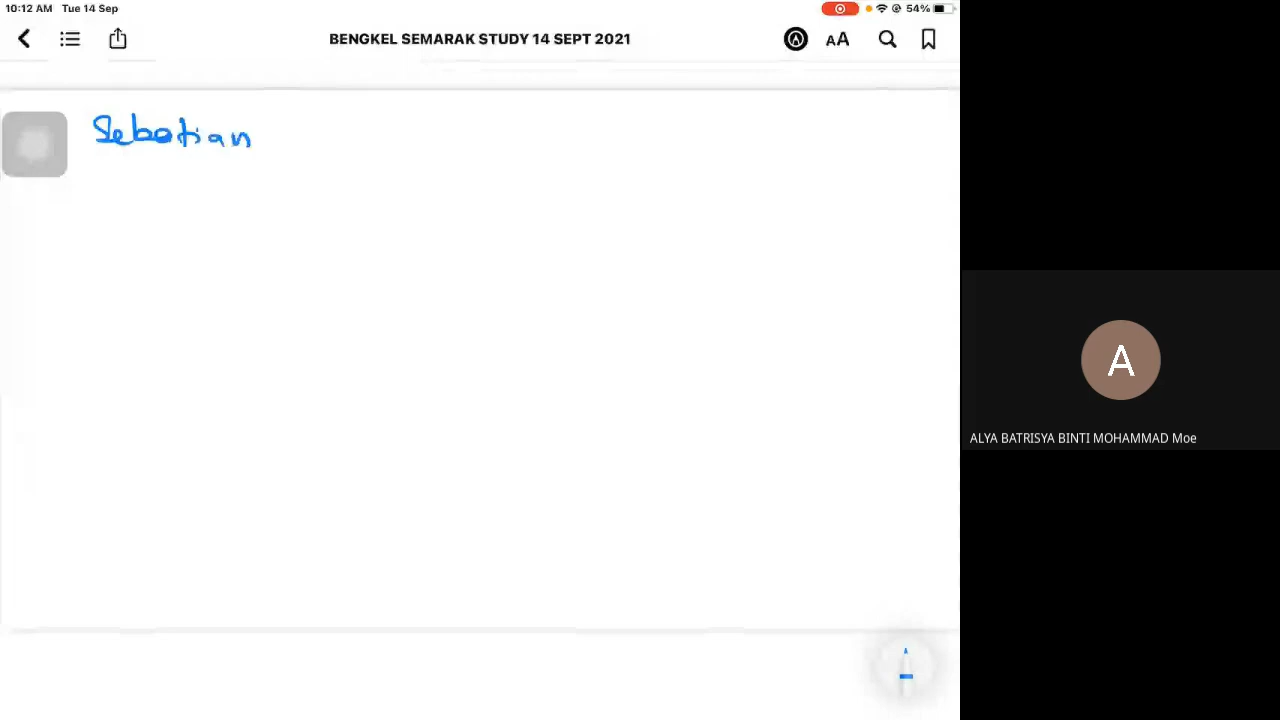 10:12 AM Tue 14 Sep
54%
BENGKEL SEMARAK STUDY 14 SEPT 2021
AA
Sebatian
A
ALYA BATRISYA BINTI MOHAMMAD Moe